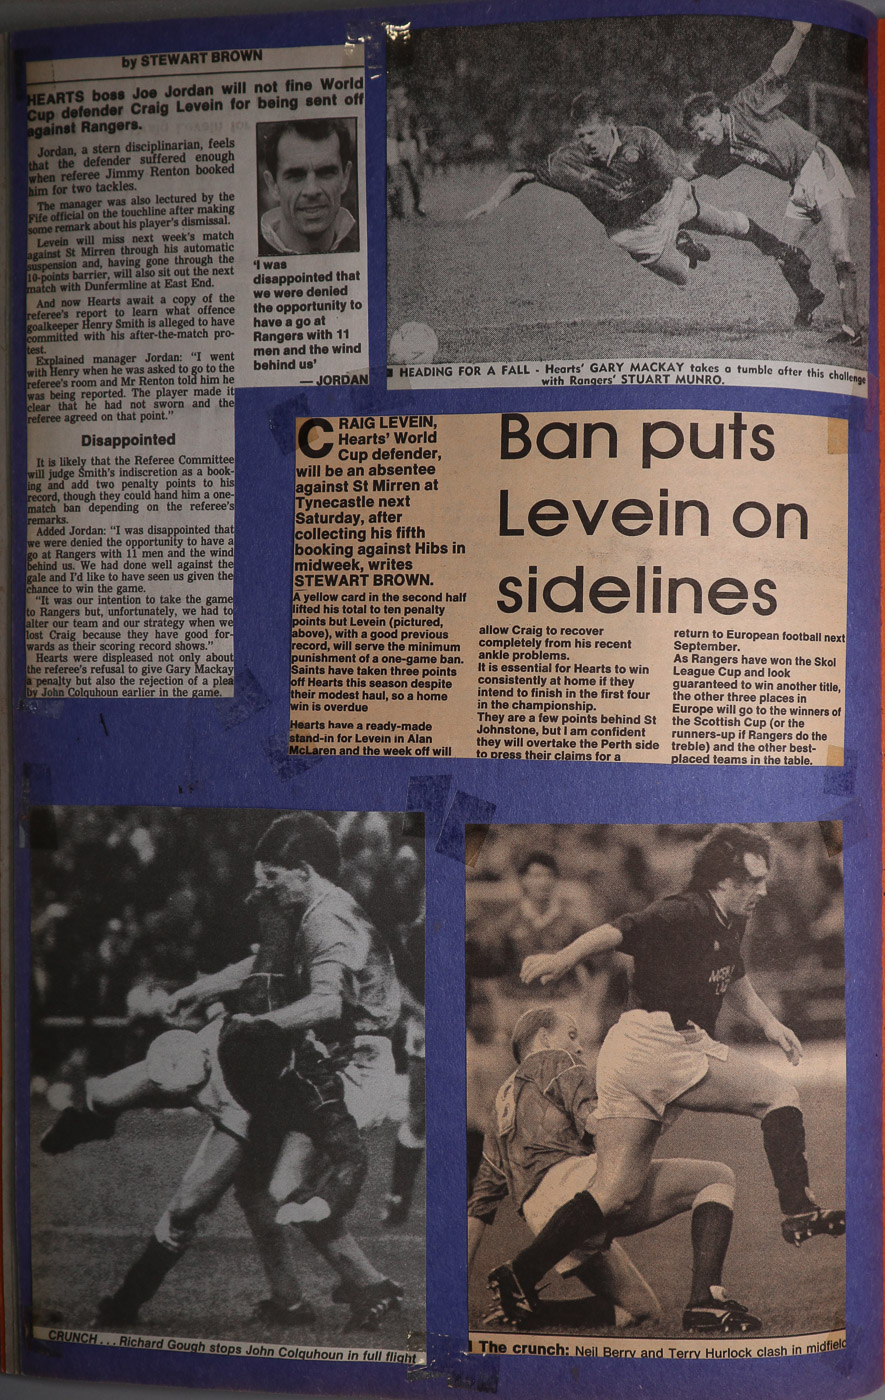 by STEWART BROWN
HEARTS boss Joe Jordan will not fine World
Cup defender Craig Levein for being sent off
against Rangers.
Jordan, a stern disciplinarian, feels
that the defender suffered enough
when referee Jimmy Renton booked
him for two tackles.
The manager was also lectured by the
Fife official on the touchline after making
some remark about his player's dismissal.
Levein will miss next week's match
against St Mirren through his automatic
suspension and, having gone through the
10-points barrier, will also sit out the next
match with Dunfermline at East End.
And now Hearts await a copy of the
referee's report to learn what offence
goalkeeper Henry Smith is alleged to have
committed with his after-the-match pro-
test.
Explained manager Jordan: “I went
with Henry when he was asked to go to the
referee's room and Mr Renton told him he
was being reported. The player made it
clear that he had not sworn and the
referee agreed on that point.”
Disappointed
It is likely that the Referee Committee
will judge Smith's indiscretion as a book-
ing and add two penalty points to his
record, though they could hand him a one-
match ban depending on the referee's
remarks.
Added Jordan: “I was disappointed that
we were denied the opportunity to have a
go at Rangers with 11 men and the wind
behind us. We had done well against the
gale and I'd like to have seen us given the
chance to win the game.
“It was our intention to take the game
to Rangers but, unfortunately, we had to
alter our team and our strategy when we
lost Craig because they have good for-
wards as their scoring record shows.”
Hearts were displeased not only about
the referee's refusal to give Gary Mackay
a penalty but also the rejection of a plea
by John Colquhoun earlier in the game.
‘I was
disappointed that
we were denied
the opportunity to
have a go at
Rangers with 11
men and the wind
behind us’
— JORDAN
HEADING FOR A FALL - Hearts' GARY MACKAY takes a tumble after this challenge
with Rangers' STUART MUNRO.
Ban puts
Levein on
sidelines
CRAIG LEVEIN,
Hearts' World
Cup defender,
will be an absentee
against St Mirren at
Tynecastle next
Saturday, after
collecting his fifth
booking against Hibs in
midweek, writes
STEWART BROWN.
A yellow card in the second half
lifted his total to ten penalty
points but Levein (pictured,
above), with a good previous
record, will serve the minimum
punishment of a one-game ban.
Saints have taken three points
off Hearts this season despite
their modest haul, so a home
win is overdue
Hearts have a ready-made
stand-in for Levein in Alan
McLaren and the week off will
allow Craig to recover
completely from his recent
ankle problems.
It is essential for Hearts to win
consistently at home if they
intend to finish in the first four
in the championship.
They are a few points behind St
Johnstone, but I am confident
they will overtake the Perth side
to press their claims for a
return to European football next
September.
As Rangers have won the Skol
League Cup and look
guaranteed to win another title,
the other three places in
Europe will go to the winners of
the Scottish Cup (or the
runners-up if Rangers do the
treble) and the other best-
placed teams in the table.
CRUNCH . . . Richard Gough stops John Colquhoun in full flight
The crunch: Neil Berry and Terry Hurlock clash in midfield